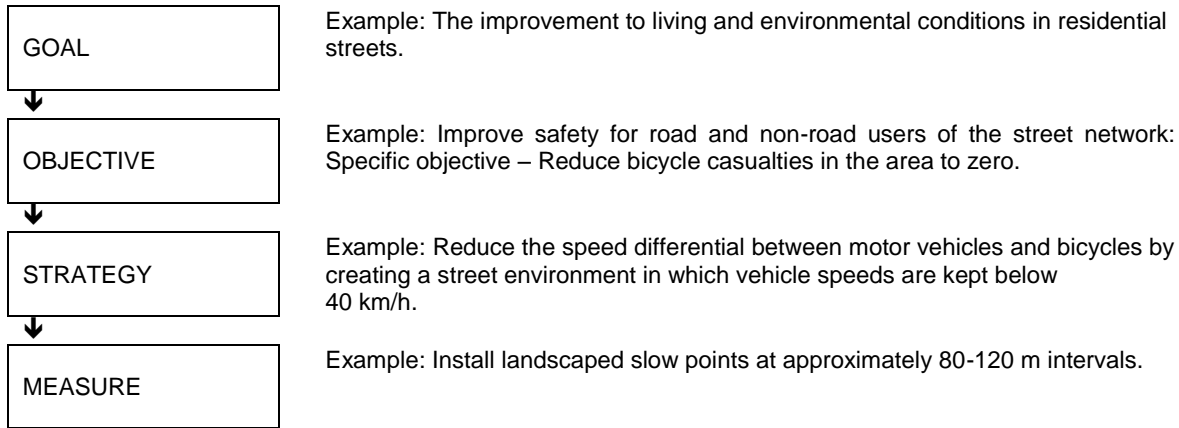 GOAL
Example: The improvement to living and environmental conditions in residential
streets.
OBJECTIVE
Example: Improve safety for road and non-road users of the street network:
Specific objective – Reduce bicycle casualties in the area to zero.
STRATEGY
Example: Reduce the speed differential between motor vehicles and bicycles by
creating a street environment in which vehicle speeds are kept below
40 km/h.
MEASURE
Example: Install landscaped slow points at approximately 80-120 m intervals.